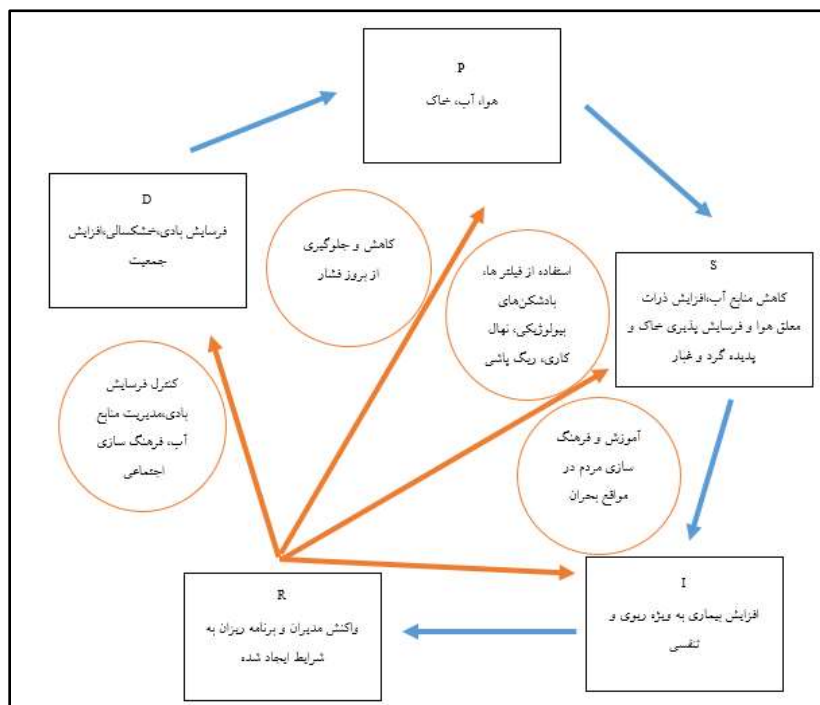 P
هوا، آب، خاک
D
فرسایش بادی،خشکسالی،افزایش
جمعیت
کاهش و جلوگیری
از بروز فشار
استفاده از فیلتر ها،
بادشکن‌های
بیولوژیکی، نهال
کاری، ریگ پاشی
S
کاهش منابع آب،افزایش ذرات
معلق هوا و فرسایش پذیری خاک و
پدیده گرد و غبار
کنترل فرسایش
بادی،مدیریت منابع
آب، فرهنگ سازی
اجتماعی
آموزش و فرهنگ
سازی مردم در
مواقع بحران
R
واکنش مدیران و برنامه ریزان به
شرایط ایجاد شده
I
افزایش بیماری به ویژه ریوی و
تنفسی